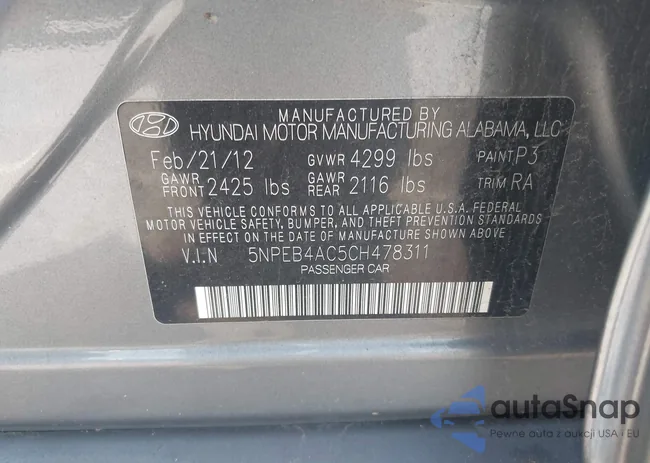 MANUFACTURED BY
HYUNDAI MOTOR MANUFACTURING ALABAMA, LLC
Feb/21/12 GVWR 4299 lbs PAINT P3
GAWR FRONT 2425 lbs GAWR REAR 2116 lbs TRIM RA
THIS VEHICLE CONFORMS TO ALL APPLICABLE U.S.A. FEDERAL
MOTOR VEHICLE SAFETY, BUMPER, AND THEFT PREVENTION
STANDARDS IN EFFECT ON THE DATE OF MANUFACTURE SHOWN ABOVE.
V.I.N 5NPEB4AC5CH478311
PASSENGER CAR
autoSnap
Pewne auta z aukcji USA i EU